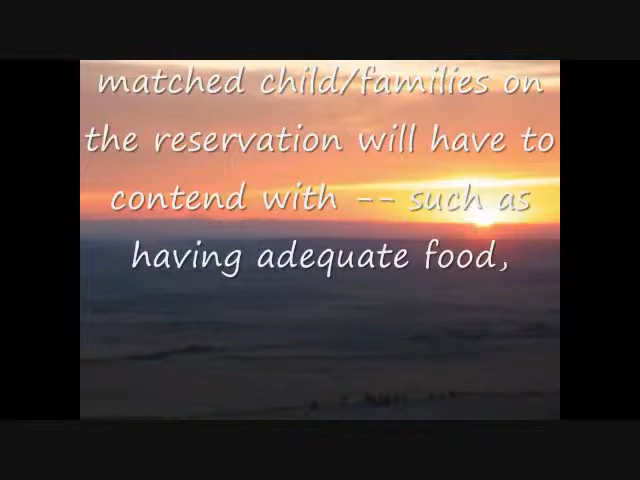 matched child/families on
the reservation will have to
contend with -- such as
having adequate food,